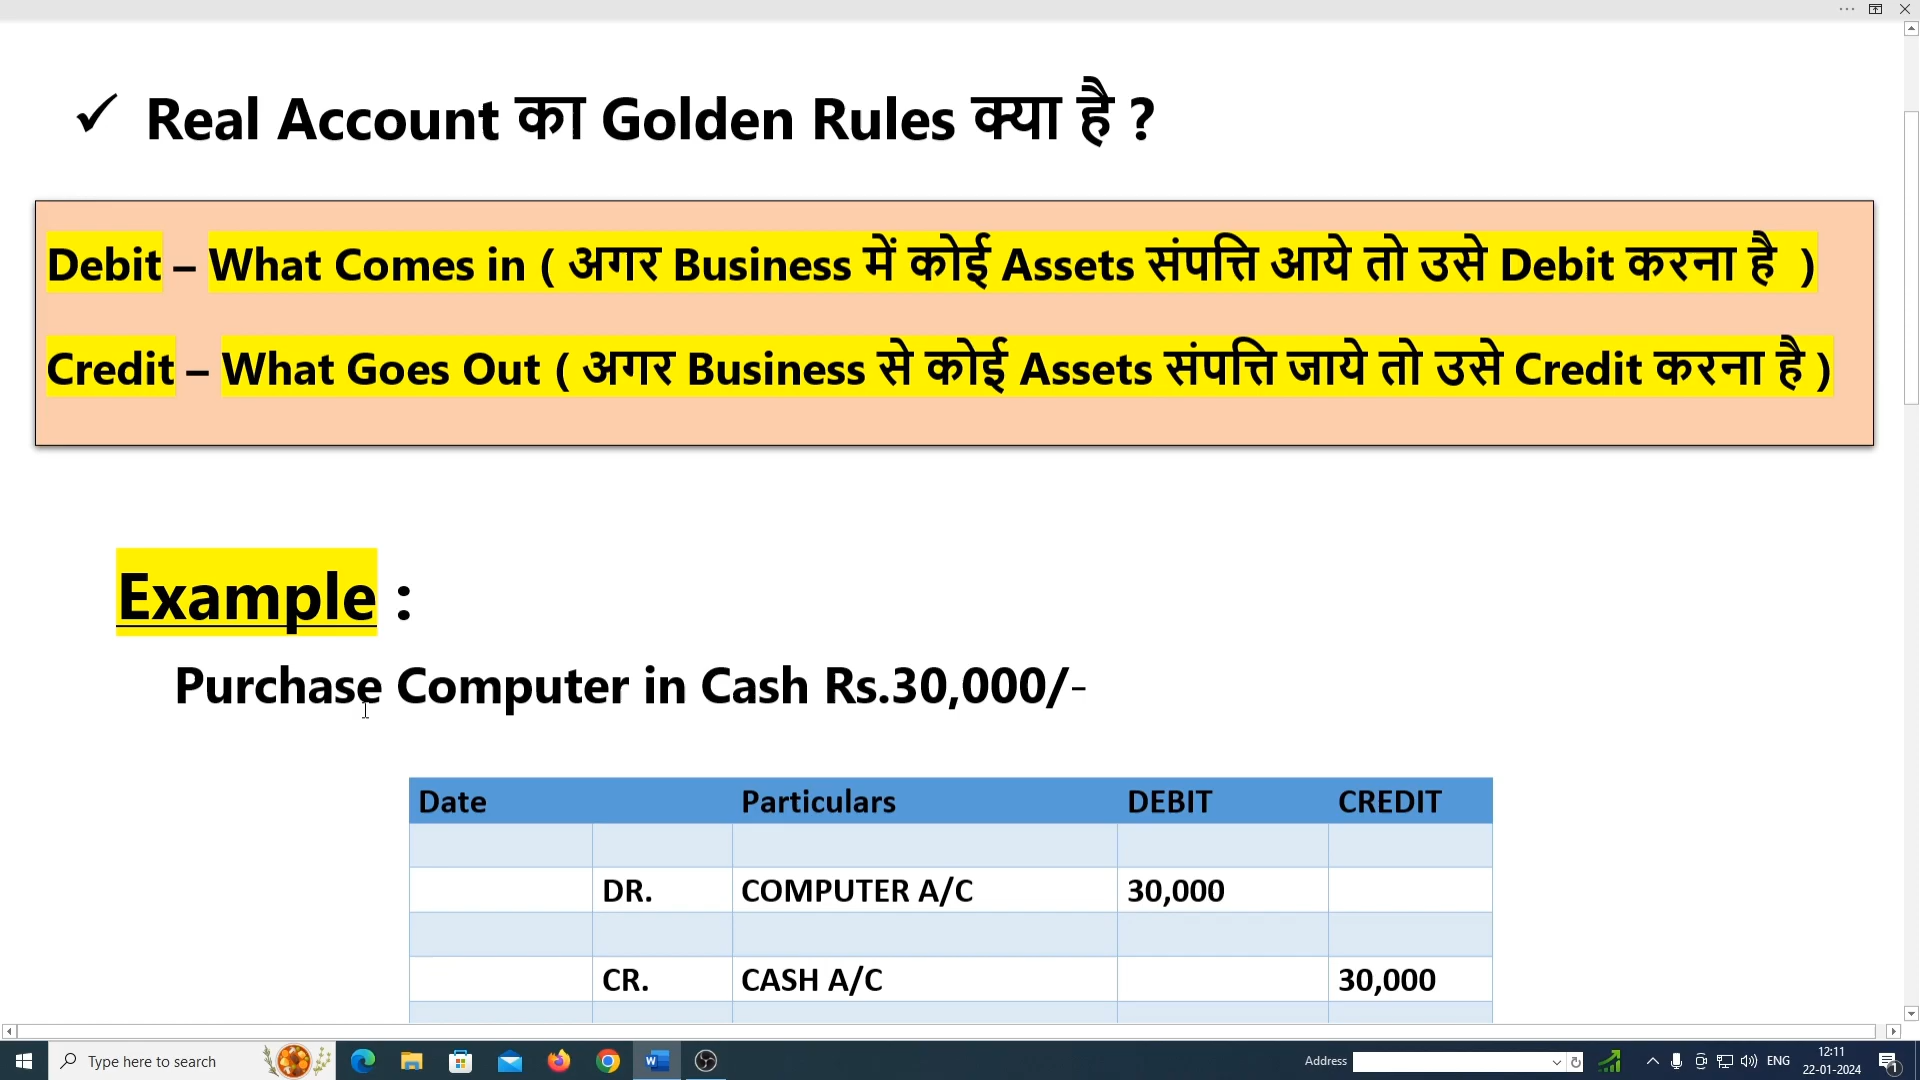 ✓ Real Account का Golden Rules क्या है ?
Debit – What Comes in ( अगर Business में कोई Assets संपत्ति आये तो उसे Debit करना है )
Credit – What Goes Out ( अगर Business से कोई Assets संपत्ति जाये तो उसे Credit करना है )
Example :
Purchase Computer in Cash Rs.30,000/-
Date Particulars DEBIT CREDIT
DR. COMPUTER A/C 30,000
CR. CASH A/C 30,000
Type here to search
Address
ENG
12:11
22-01-2024
1